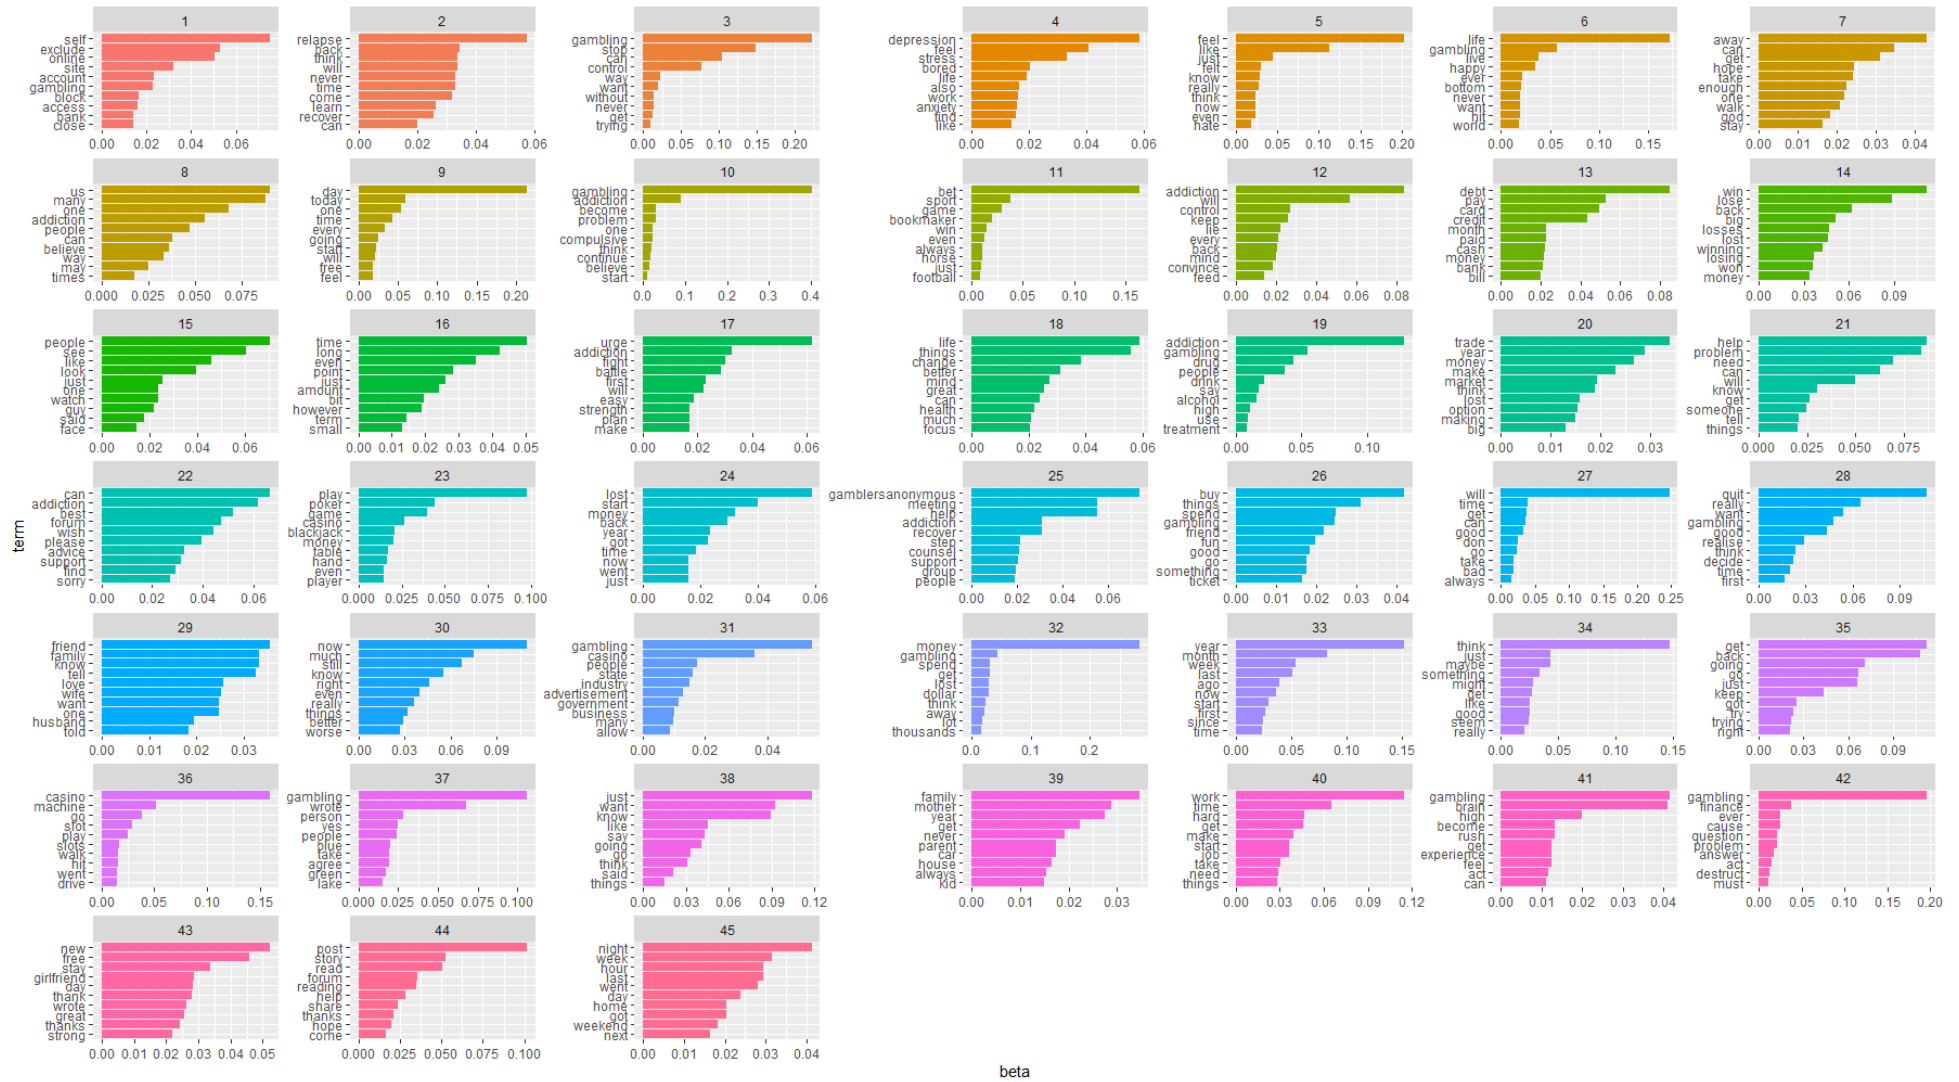 1
self
exclude
online
site
account
gambling
block
access
bank
close
0.00 0.02 0.04 0.06
2
relapse
back
think
will
never
time
come
learn
recover
can
0.00 0.02 0.04 0.06
3
gambling
stop
can
control
way
want
without
never
get
trying
0.00 0.05 0.10 0.15 0.20
4
depression
feel
stress
bored
life
also
work
anxiety
find
like
0.00 0.02 0.04 0.06
5
feel
like
just
felt
know
really
think
now
even
hate
0.00 0.05 0.10 0.15 0.20
6
life
gambling
live
happy
ever
bottom
never
want
hit
world
0.00 0.05 0.10 0.15
7
away
can
get
hope
take
enough
one
walk
god
stay
0.00 0.01 0.02 0.03 0.04
8
us
many
one
addiction
people
can
believe
way
may
times
0.000 0.025 0.050 0.075
9
day
today
one
time
every
going
start
will
free
feel
0.00 0.05 0.10 0.15 0.20
10
gambling
addiction
become
problem
one
compulsive
think
continue
believe
start
0.0 0.1 0.2 0.3 0.4
11
bet
sport
game
bookmaker
win
even
always
horse
just
football
0.00 0.05 0.10 0.15
12
addiction
will
control
keep
lie
every
back
mind
convince
feed
0.00 0.02 0.04 0.06 0.08
13
debt
pay
card
credit
month
paid
cash
money
bank
bill
0.00 0.02 0.04 0.06 0.08
14
win
lose
back
big
losses
lost
winning
losing
won
money
0.00 0.03 0.06 0.09
15
people
see
like
look
just
one
watch
guy
said
face
0.00 0.02 0.04 0.06
16
time
long
even
point
just
amount
bit
however
term
small
0.00 0.01 0.02 0.03 0.04 0.05
17
urge
addiction
fight
battle
first
will
easy
strength
plan
make
0.00 0.02 0.04 0.06
18
life
things
change
better
mind
great
can
health
much
focus
0.00 0.02 0.04 0.06
19
addiction
gambling
drug
people
drink
say
alcohol
high
use
treatment
0.00 0.05 0.10
20
trade
year
money
make
market
think
lost
option
making
big
0.00 0.01 0.02 0.03
21
help
problem
need
can
will
know
get
someone
tell
things
0.000 0.025 0.050 0.075
22
can
addiction
best
forum
wish
please
advice
support
find
sorry
0.00 0.02 0.04 0.06
23
play
poker
game
casino
blackjack
money
table
hand
even
player
0.000 0.025 0.050 0.075 0.100
24
lost
start
money
back
year
got
time
now
went
just
0.00 0.02 0.04 0.06
25
gamblersanonymous
meeting
help
addiction
recover
step
counsel
support
group
people
0.00 0.02 0.04 0.06
26
buy
things
spend
gambling
friend
fun
good
go
something
ticket
0.00 0.01 0.02 0.03 0.04
27
will
time
get
can
good
don
go
take
bad
always
0.00 0.05 0.10 0.15 0.20 0.25
28
quit
really
want
gambling
good
realise
think
decide
time
first
0.00 0.03 0.06 0.09
29
friend
family
know
tell
love
wife
want
one
husband
told
0.00 0.01 0.02 0.03
30
now
much
still
know
right
even
really
things
better
worse
0.00 0.03 0.06 0.09
31
gambling
casino
people
state
industry
advertisement
government
business
many
allow
0.00 0.02 0.04
32
money
gambling
spend
get
lost
dollar
think
away
lot
thousands
0.0 0.1 0.2
33
year
month
week
last
ago
now
start
first
since
time
0.00 0.05 0.10 0.15
34
think
just
maybe
something
might
get
like
good
seem
really
0.00 0.05 0.10 0.15
35
get
back
going
go
just
keep
got
try
trying
right
0.00 0.03 0.06 0.09
36
casino
machine
go
slot
play
slots
walk
hit
went
drive
0.00 0.05 0.10 0.15
37
gambling
wrote
person
yes
people
blue
take
agree
green
lake
0.000 0.025 0.050 0.075 0.100
38
just
want
know
like
say
going
go
think
said
things
0.00 0.03 0.06 0.09 0.12
39
family
mother
year
get
never
parent
car
house
always
kid
0.00 0.01 0.02 0.03
40
work
time
hard
get
make
start
job
take
need
things
0.00 0.03 0.06 0.09 0.12
41
gambling
brain
high
become
rush
get
experience
feel
act
can
0.00 0.01 0.02 0.03 0.04
42
gambling
finance
ever
cause
question
problem
answer
act
destruct
must
0.00 0.05 0.10 0.15 0.20
43
new
free
stay
girlfriend
day
thank
wrote
great
thanks
strong
0.00 0.01 0.02 0.03 0.04 0.05
44
post
story
read
forum
reading
help
share
thanks
hope
come
0.000 0.025 0.050 0.075 0.100
45
night
week
hour
last
went
day
home
got
weekend
next
0.00 0.01 0.02 0.03 0.04
term
beta